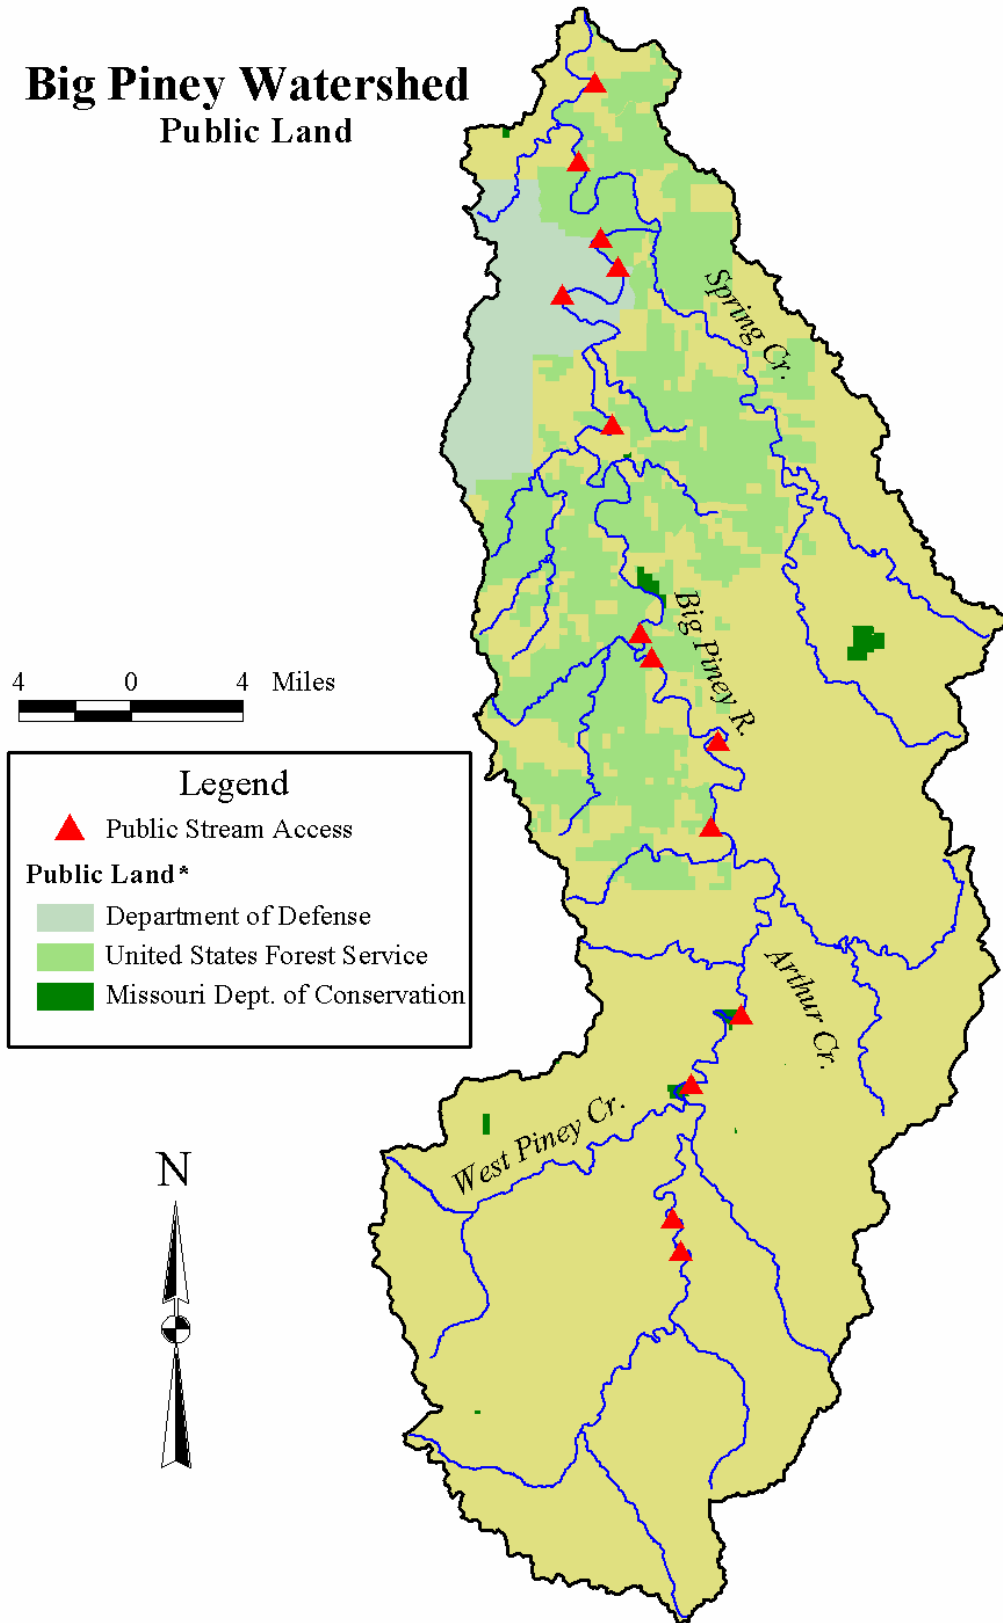 Big Piney Watershed
Public Land
Spring Cr.
Big Piney R.
4 0 4 Miles
Legend
Public Stream Access
Public Land*
Department of Defense
United States Forest Service
Missouri Dept. of Conservation
Arthur Cr.
West Piney Cr.
N